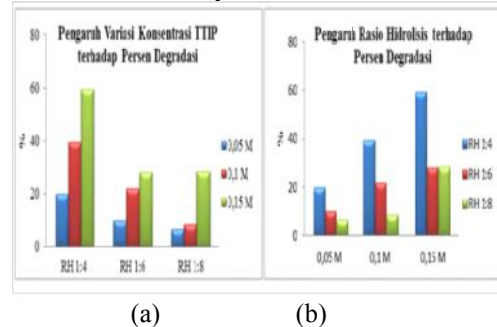 Pengaruh Variasi Konsentrasi TTIP
terhadap Persen Degradasi
80
60
40
20
0
%
RH 1:4
RH 1:6
RH 1:8
0,05 M
0,1 M
0,15 M
Pengaruh Rasio Hidrolisis terhadap
Persen Degradasi
80
60
40
20
0
%
0,05 M
0,1 M
0,15 M
RH 1:4
RH 1:6
RH 1:8
(a)
(b)